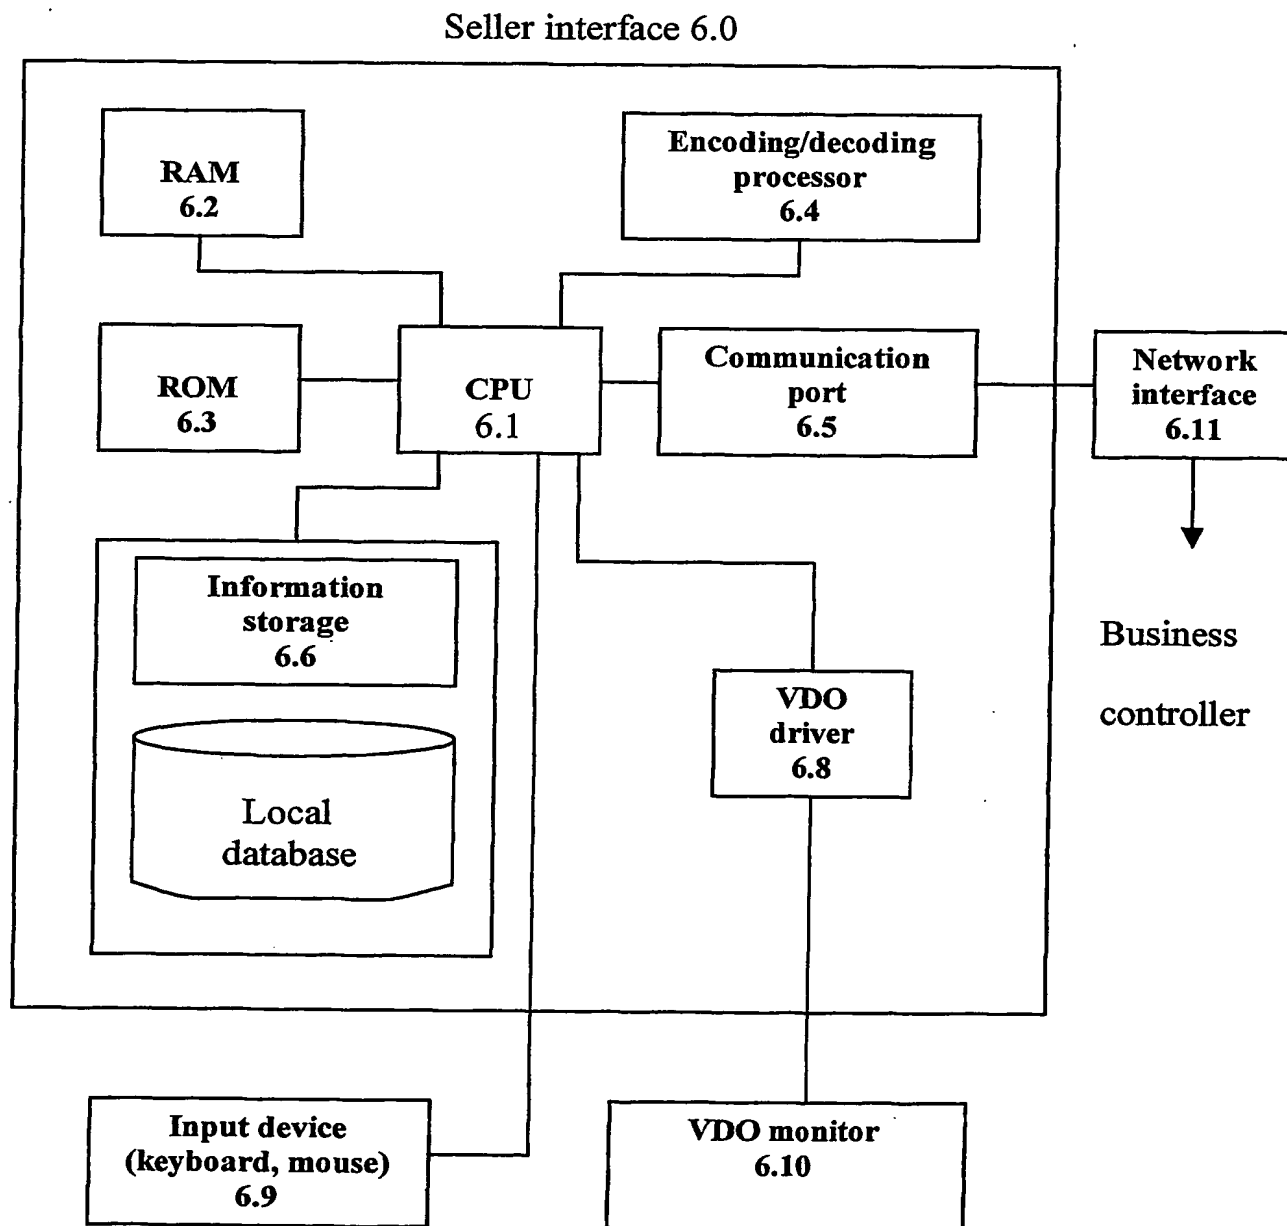 Seller interface 6.0
RAM
6.2
Encoding/decoding
processor
6.4
ROM
6.3
CPU
6.1
Communication
port
6.5
Network
interface
6.11
Information
storage
6.6
Business
controller
VDO
driver
6.8
Local
database
Input device
(keyboard, mouse)
6.9
VDO monitor
6.10